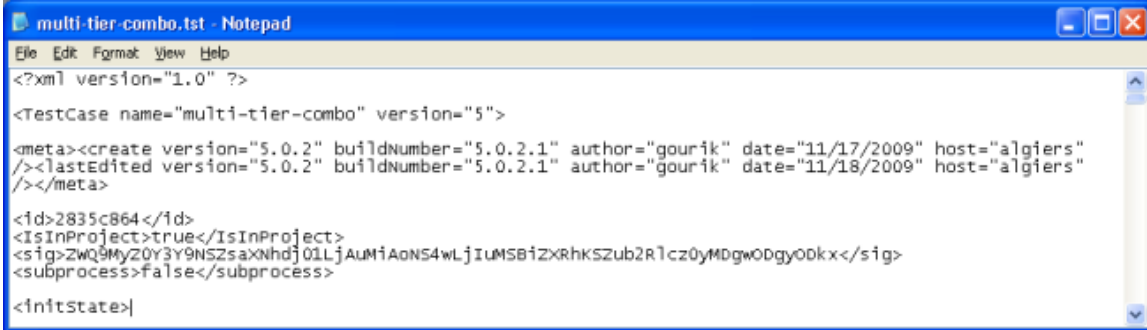 multi-tier-combo.tst - Notepad
File Edit Format View Help
<?xml version="1.0" ?>
<TestCase name="multi-tier-combo" version="5">
<meta><create version="5.0.2" buildNumber="5.0.2.1" author="gourik" date="11/17/2009" host="algiers"
/><lastEdited version="5.0.2" buildNumber="5.0.2.1" author="gourik" date="11/18/2009" host="algiers"
/></meta>
<id>2835c864</id>
<IsInProject>true</IsInProject>
<sig>ZWQ9MyZ0Y3Y9NSZsaXNhdj01LjAuMiAoNS4wLjIuMSBiZXRhKSZub2Rlcz0yMDgwODgyODkx</sig>
<subprocess>false</subprocess>
<initState>